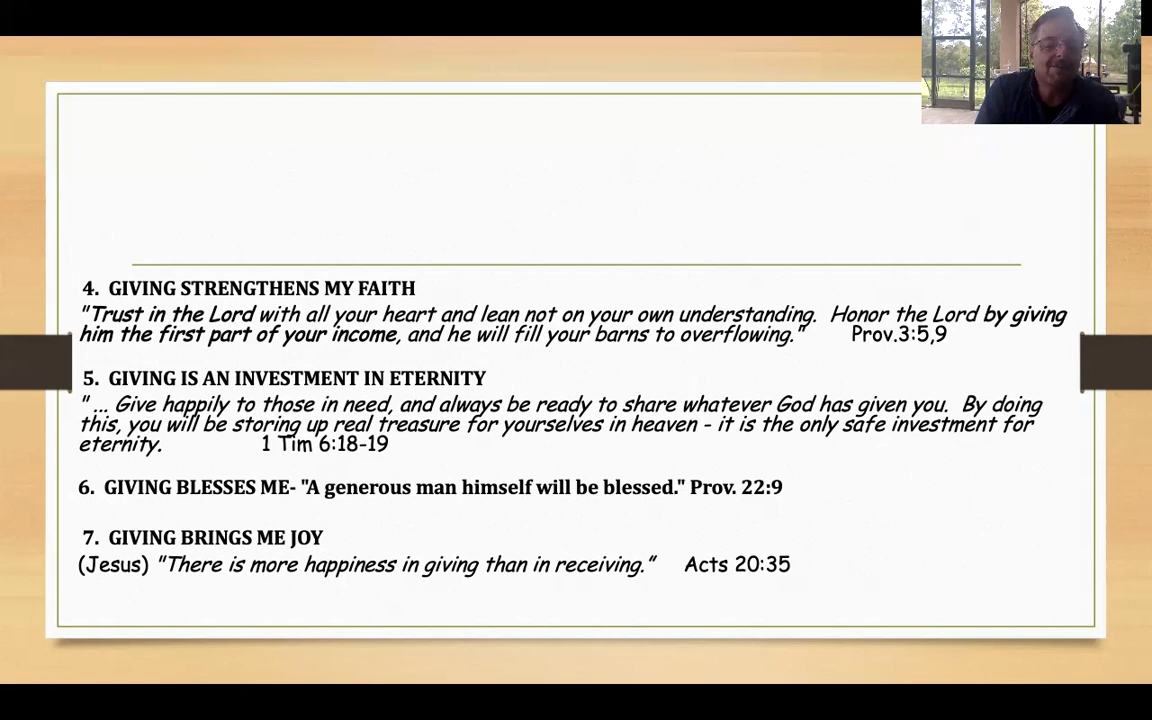 4. GIVING STRENGTHENS MY FAITH
"Trust in the Lord with all your heart and lean not on your own understanding. Honor the Lord by giving
him the first part of your income, and he will fill your barns to overflowing." Prov.3:5,9
5. GIVING IS AN INVESTMENT IN ETERNITY
" ... Give happily to those in need, and always be ready to share whatever God has given you. By doing
this, you will be storing up real treasure for yourselves in heaven - it is the only safe investment for
eternity. 1 Tim 6:18-19
6. GIVING BLESSES ME- "A generous man himself will be blessed." Prov. 22:9
7. GIVING BRINGS ME JOY
(Jesus) "There is more happiness in giving than in receiving." Acts 20:35